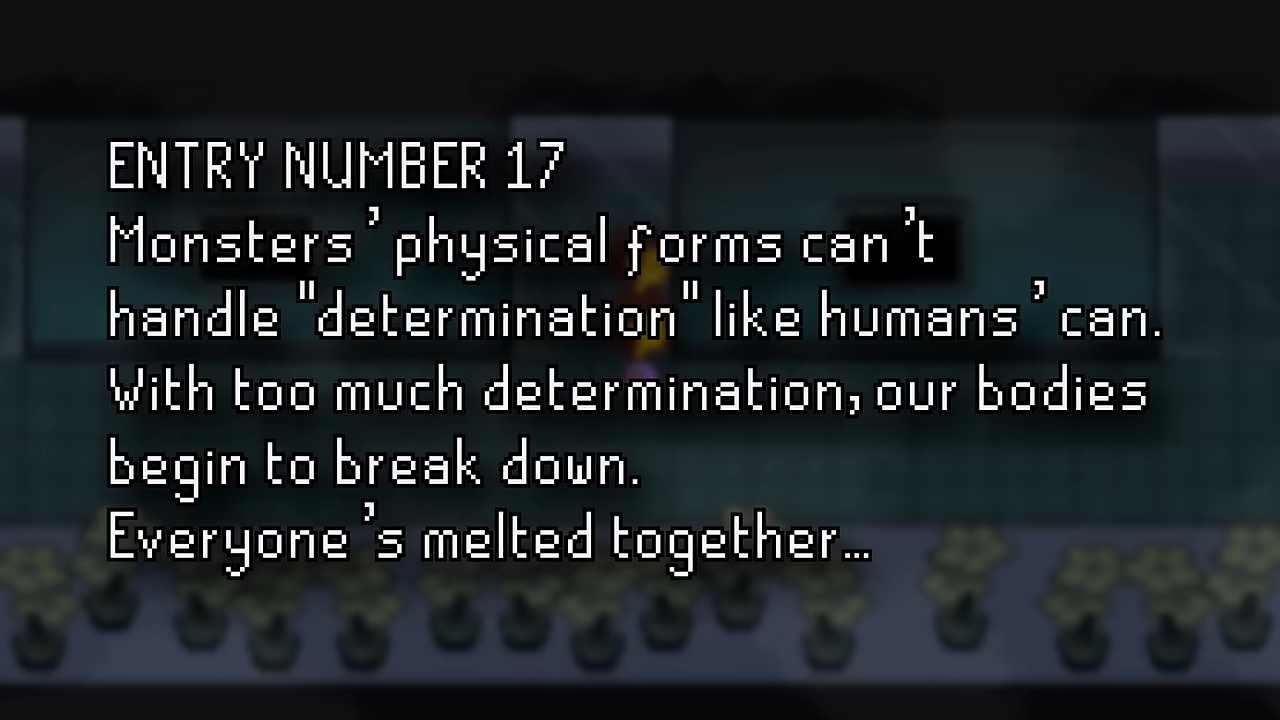 ENTRY NUMBER 17
Monsters' physical forms can't
handle "determination" like humans' can.
With too much determination, our bodies
begin to break down.
Everyone's melted together...